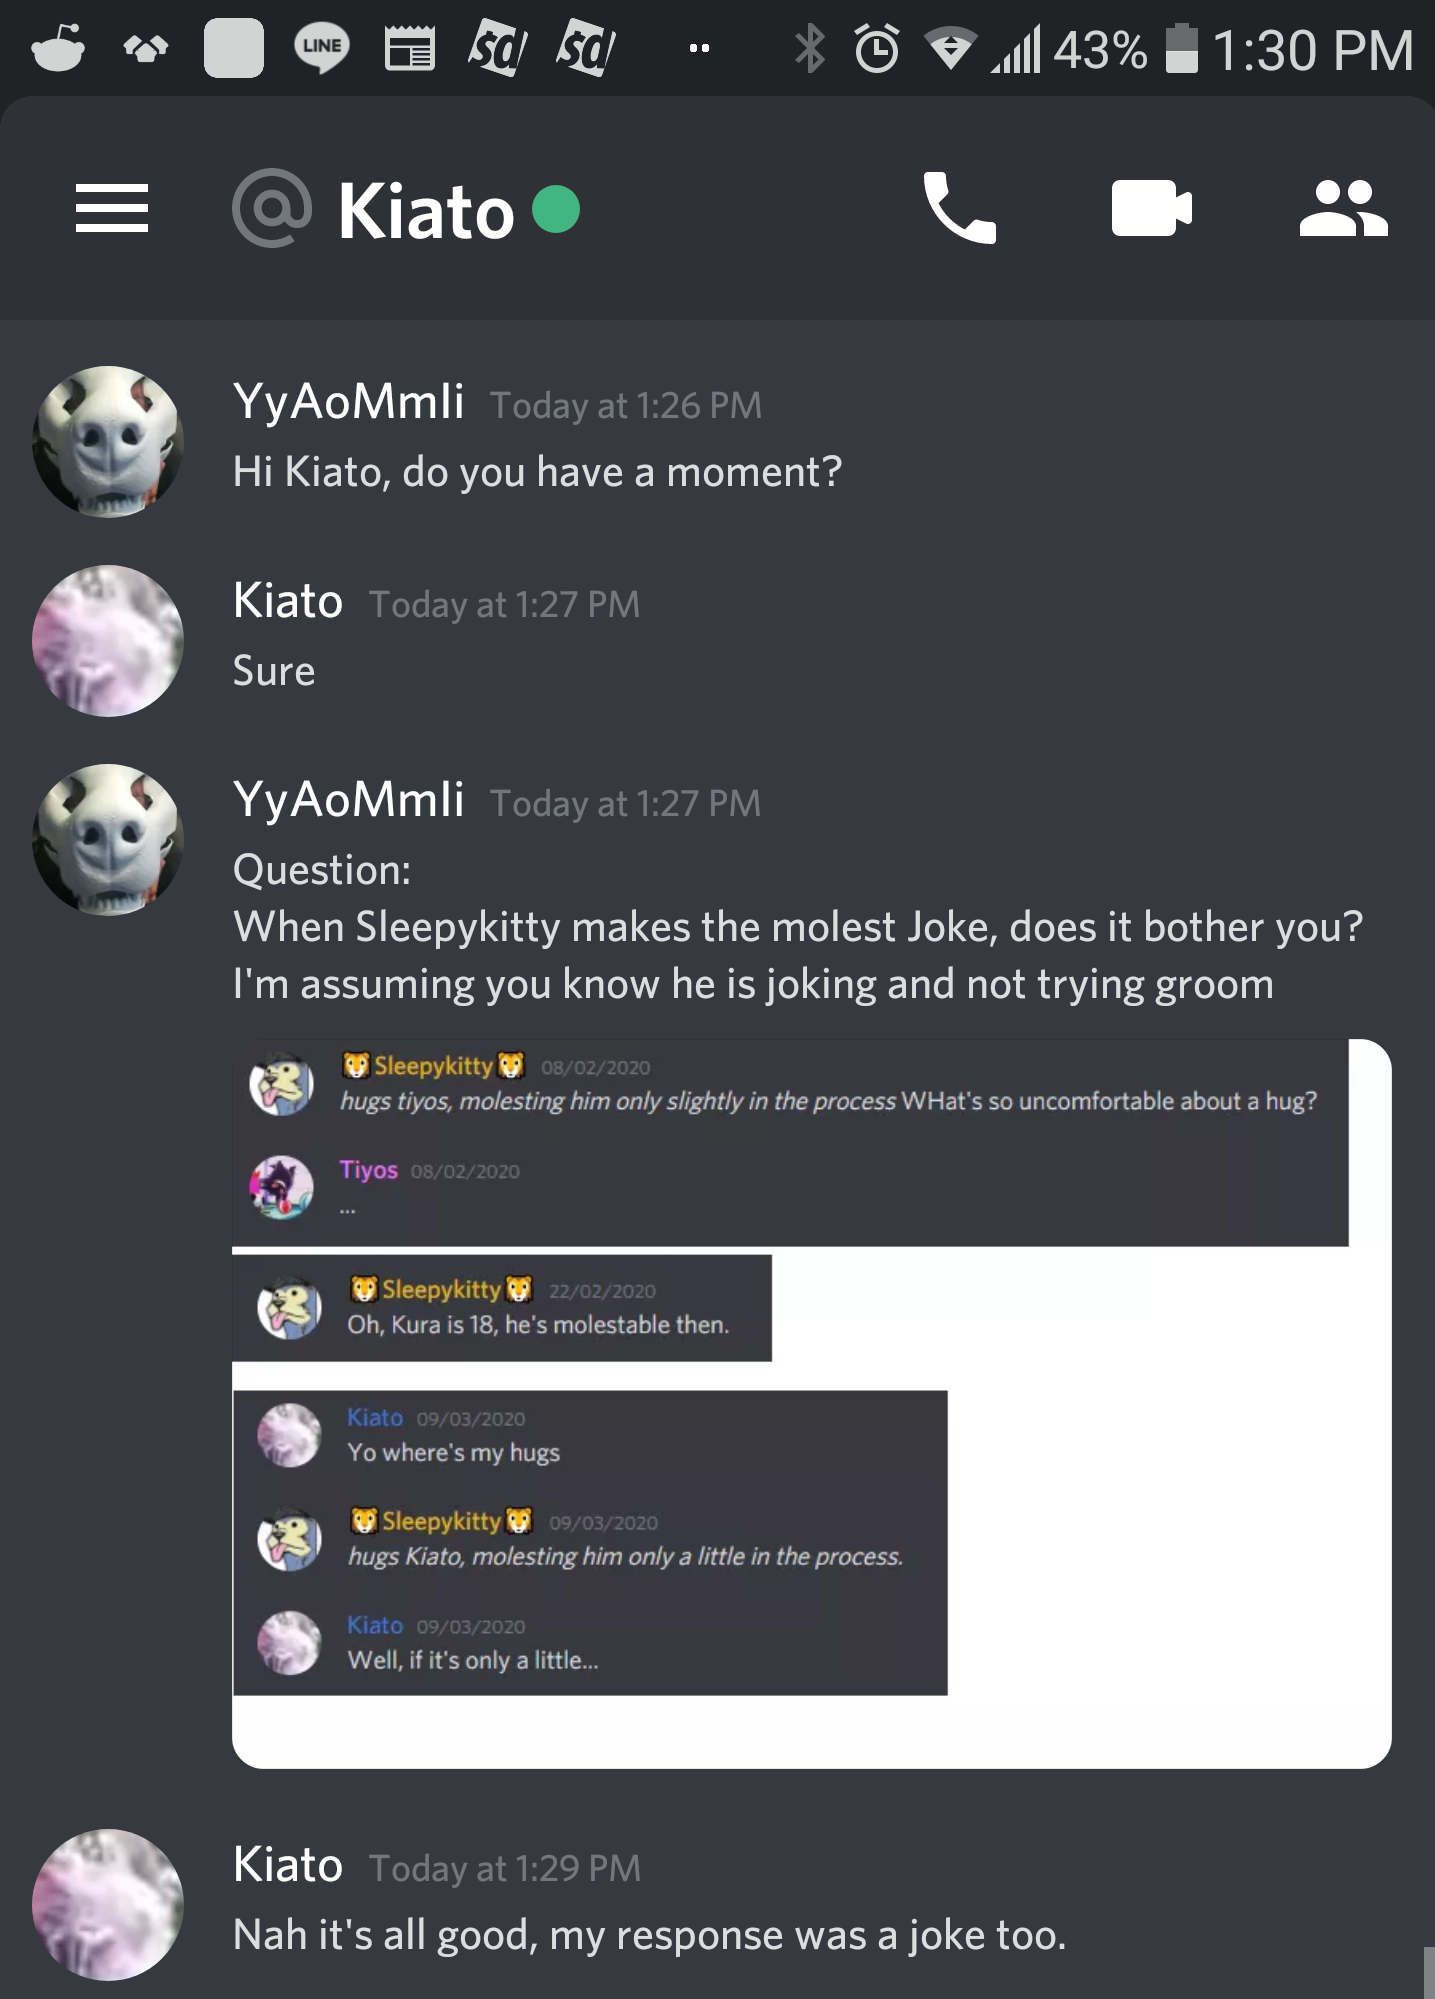 LINE
sd
sd
43%
1:30 PM
@ Kiato
YyAoMmIi Today at 1:26 PM
Hi Kiato, do you have a moment?
Kiato Today at 1:27 PM
Sure
YyAoMmIi Today at 1:27 PM
Question:
When Sleepykitty makes the molest Joke, does it bother you?
I'm assuming you know he is joking and not trying groom
🐯Sleepykitty🐯 08/02/2020
hugs tiyos, molesting him only slightly in the process WHat's so uncomfortable about a hug?
Tiyos 08/02/2020
...
🐯Sleepykitty🐯 22/02/2020
Oh, Kura is 18, he's molestable then.
Kiato 09/03/2020
Yo where's my hugs
🐯Sleepykitty🐯 09/03/2020
hugs Kiato, molesting him only a little in the process.
Kiato 09/03/2020
Well, if it's only a little...
Kiato Today at 1:29 PM
Nah it's all good, my response was a joke too.